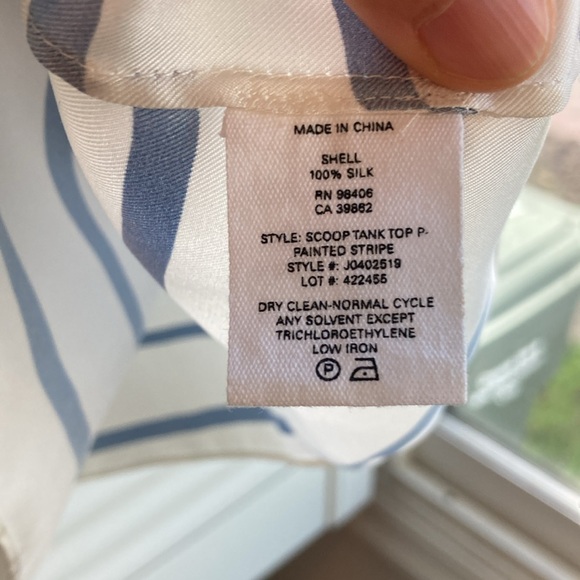 MADE IN CHINA
SHELL
100% SILK
RN 98406
CA 39862
STYLE: SCOOP TANK TOP P-
PAINTED STRIPE
STYLE #: J0402519
LOT #: 422455
DRY CLEAN-NORMAL CYCLE
ANY SOLVENT EXCEPT
TRICHLOROETHYLENE
LOW IRON
P